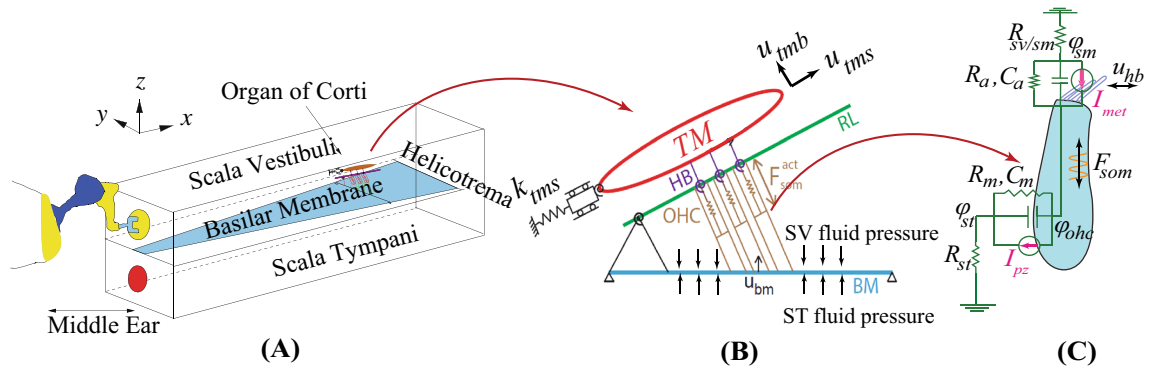 z
y
x
Organ of Corti
Scala Vestibuli
Helicotrema
Basilar Membrane
Scala Tympani
Middle Ear
(A)
u_tmb
u_tms
TM
RL
HB
F_som^act
k_tms
OHC
SV fluid pressure
u_bm
BM
ST fluid pressure
(B)
R_sv/sm
φ_sm
R_a, C_a
u_hb
I_met
F_som
R_m, C_m
φ_st
φ_ohc
R_st
I_pz
(C)